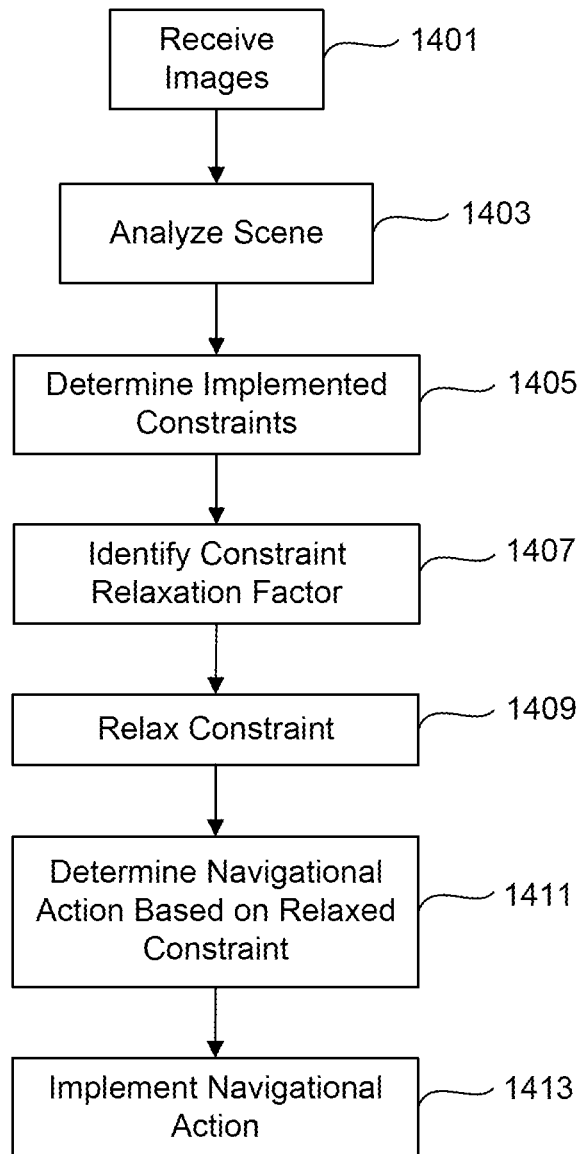 Receive
Images
1401
Analyze Scene
1403
Determine Implemented
Constraints
1405
Identify Constraint
Relaxation Factor
1407
Relax Constraint
1409
Determine Navigational
Action Based on Relaxed
Constraint
1411
Implement Navigational
Action
1413